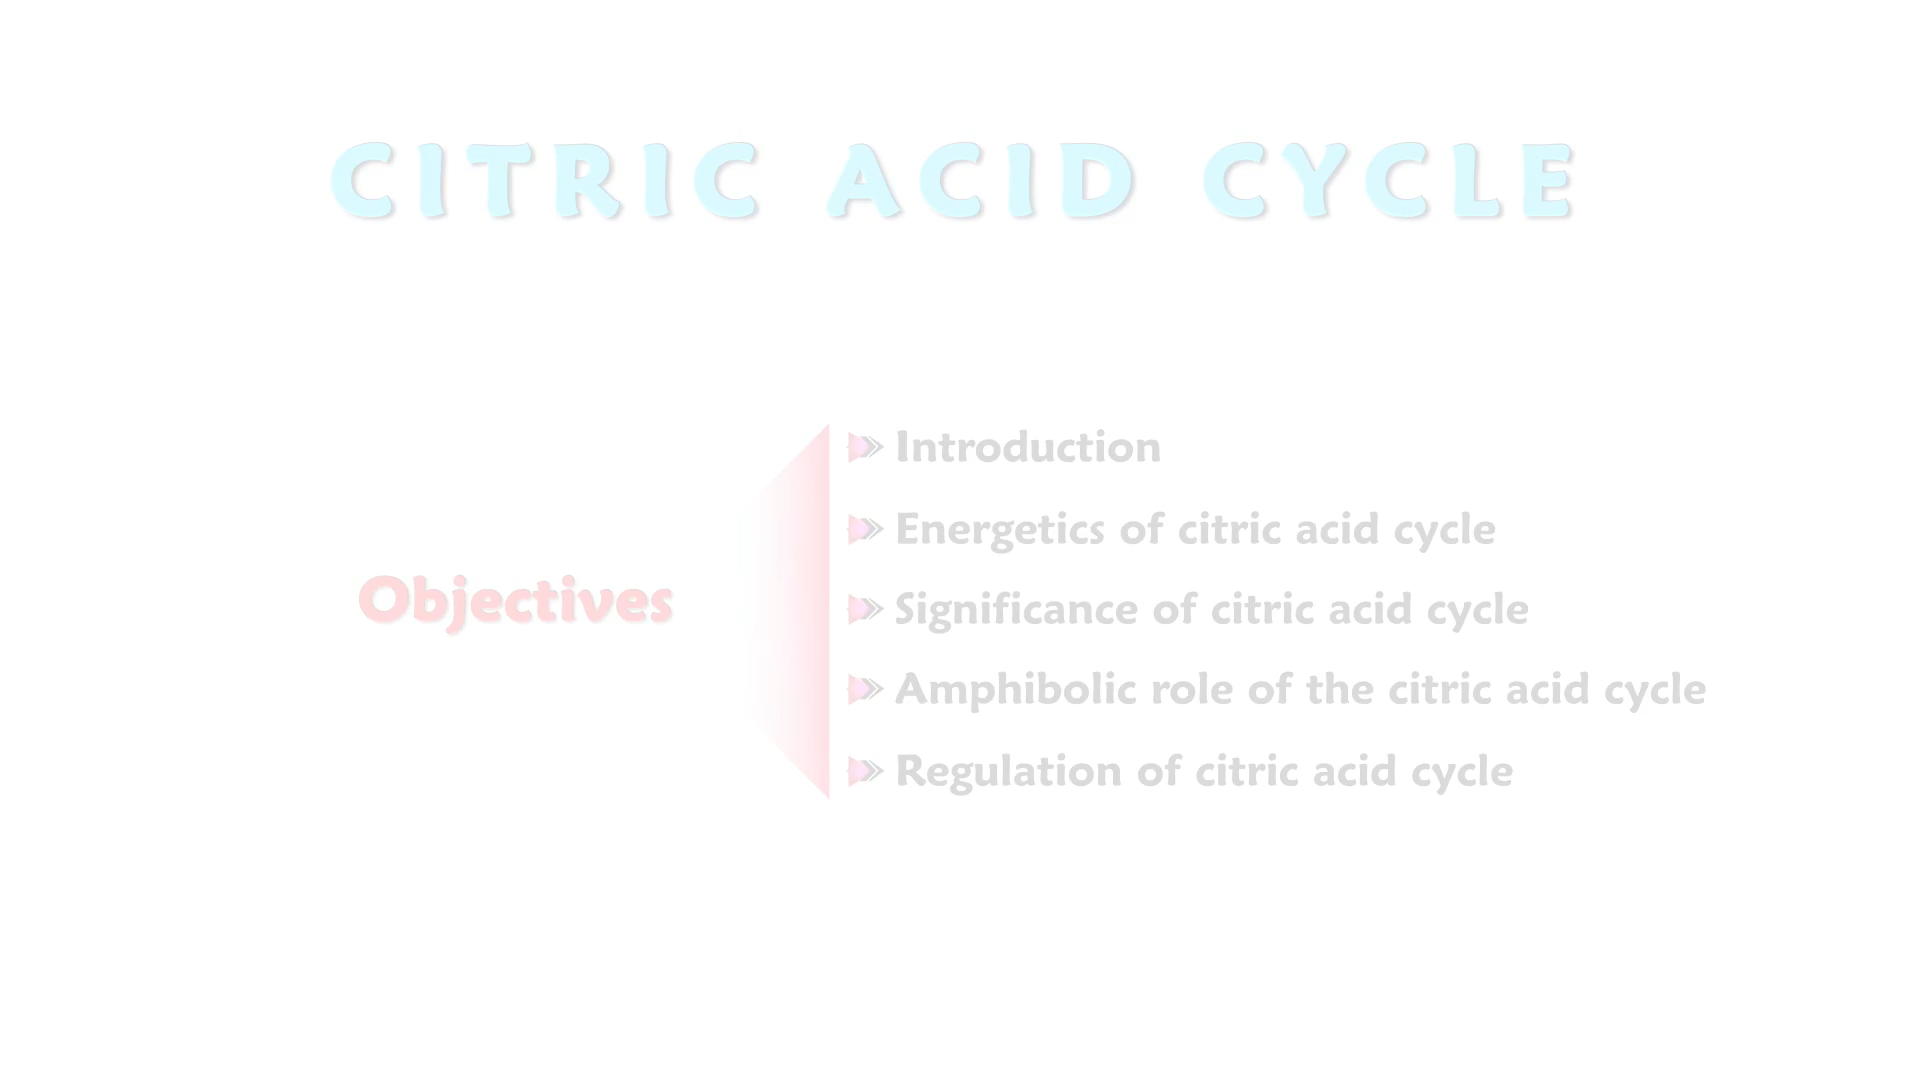 CITRIC ACID CYCLE
Objectives
Introduction
Energetics of citric acid cycle
Significance of citric acid cycle
Amphibolic role of the citric acid cycle
Regulation of citric acid cycle